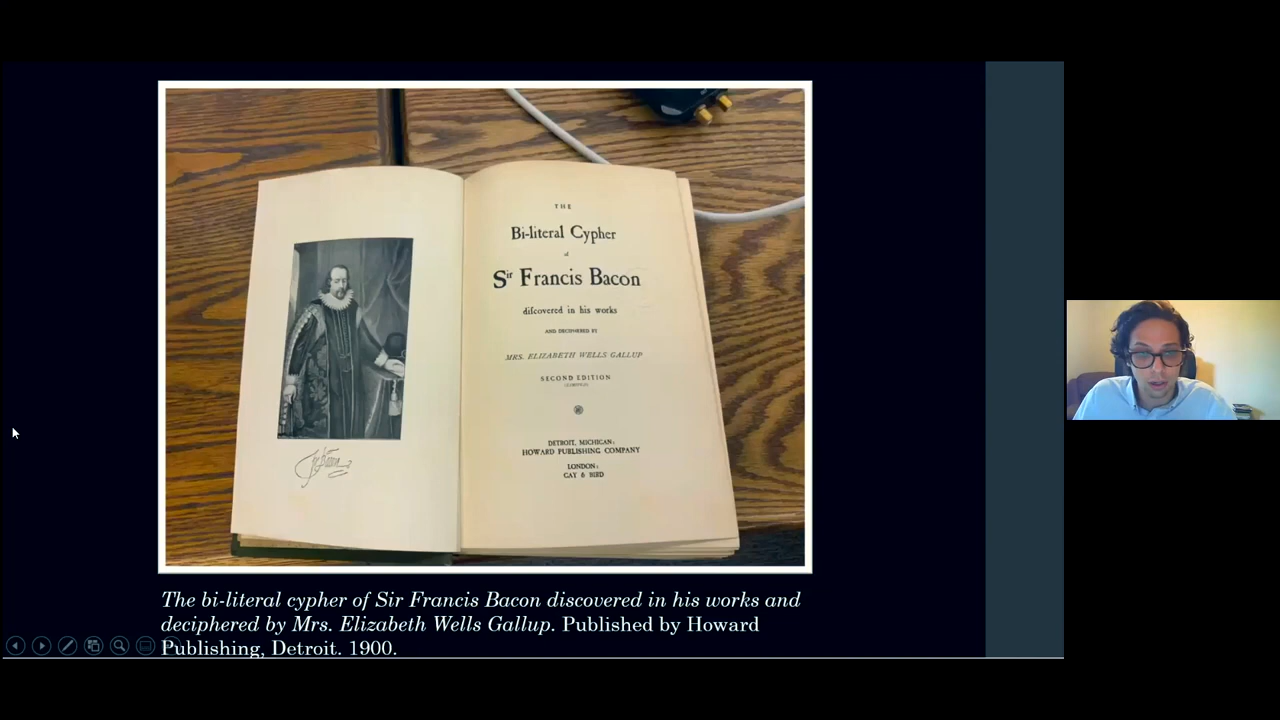 THE
Bi-literal Cypher
of
Sir Francis Bacon
diſcovered in his works
AND DECIPHERED BY
MRS. ELIZABETH WELLS GALLUP
SECOND EDITION
DETROIT, MICHIGAN:
HOWARD PUBLISHING COMPANY
LONDON:
GAY & BIRD
The bi-literal cypher of Sir Francis Bacon discovered in his works and
deciphered by Mrs. Elizabeth Wells Gallup. Published by Howard
Publishing, Detroit. 1900.